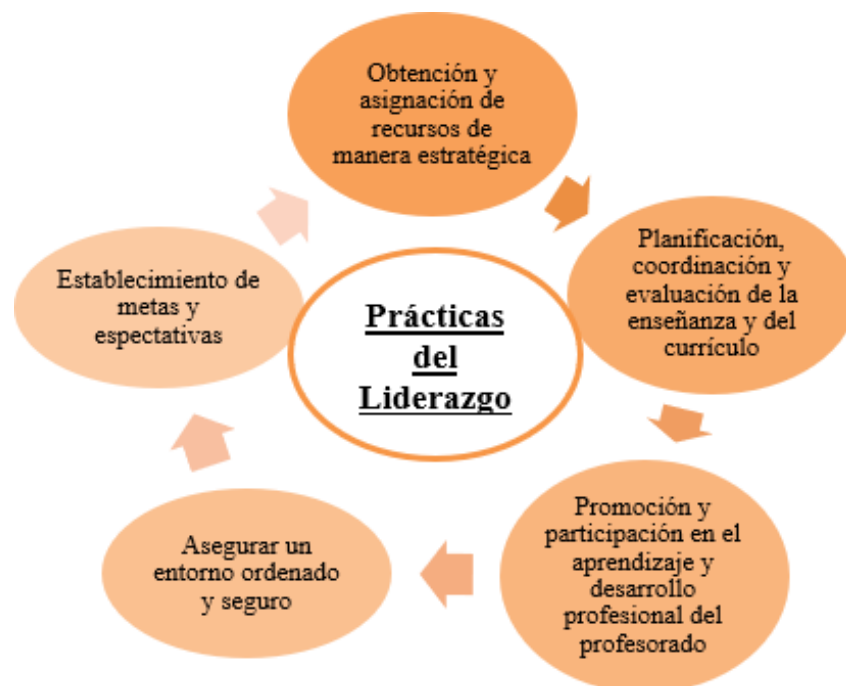 Obtención y
asignación de
recursos de
manera estratégica
Planificación,
coordinación y
evaluación de la
enseñanza y del
currículo
Promoción y
participación en el
aprendizaje y
desarrollo
profesional del
profesorado
Asegurar un
entorno ordenado
y seguro
Establecimiento de
metas y
espectativas
Prácticas
del
Liderazgo